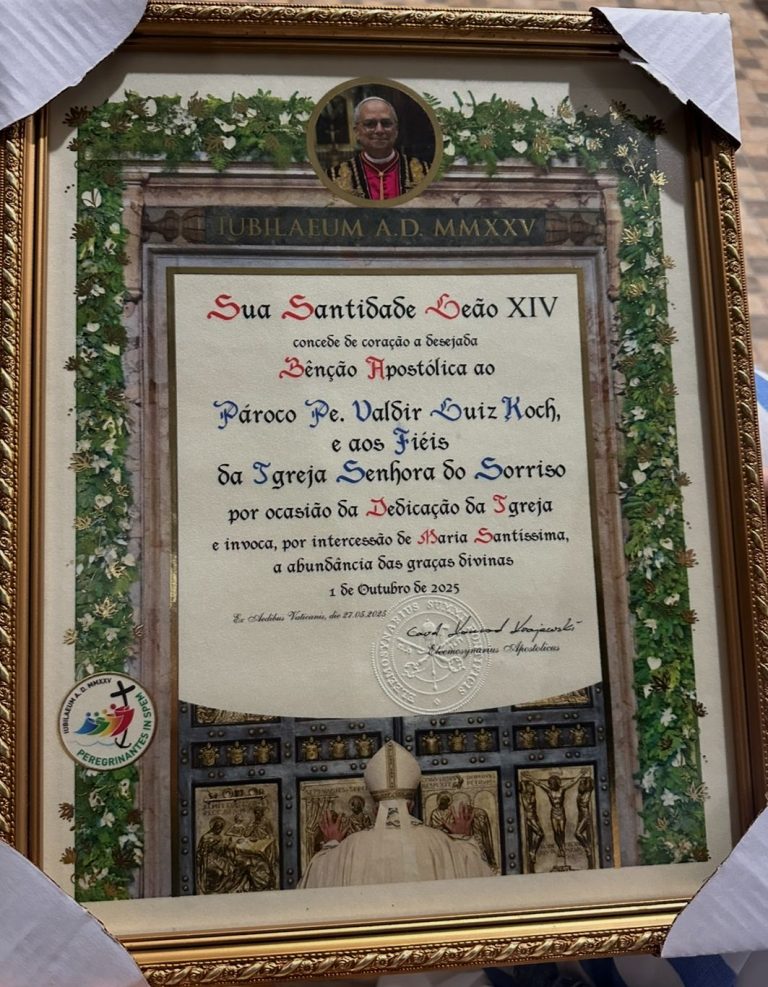 IUBILAEUM A.D. MMXXV
Sua Santidade Leão XIV
concede de coração a desejada
Bênção Apostólica ao
Pároco Pe. Valdir Luiz Koch,
e aos Fiéis
da Igreja Senhora do Sorriso
por ocasião da Dedicação da Igreja
e invoca, por intercessão de Maria Santíssima,
a abundância das graças divinas
1 de Outubro de 2025
Ex Aedibus Vaticanis, die 27.05.2025
Card. Konrad Krajewski
Eleemosynarius Apostolicus
IUBILAEUM A. D. MMXXV
PEREGRINANTES IN SPEM